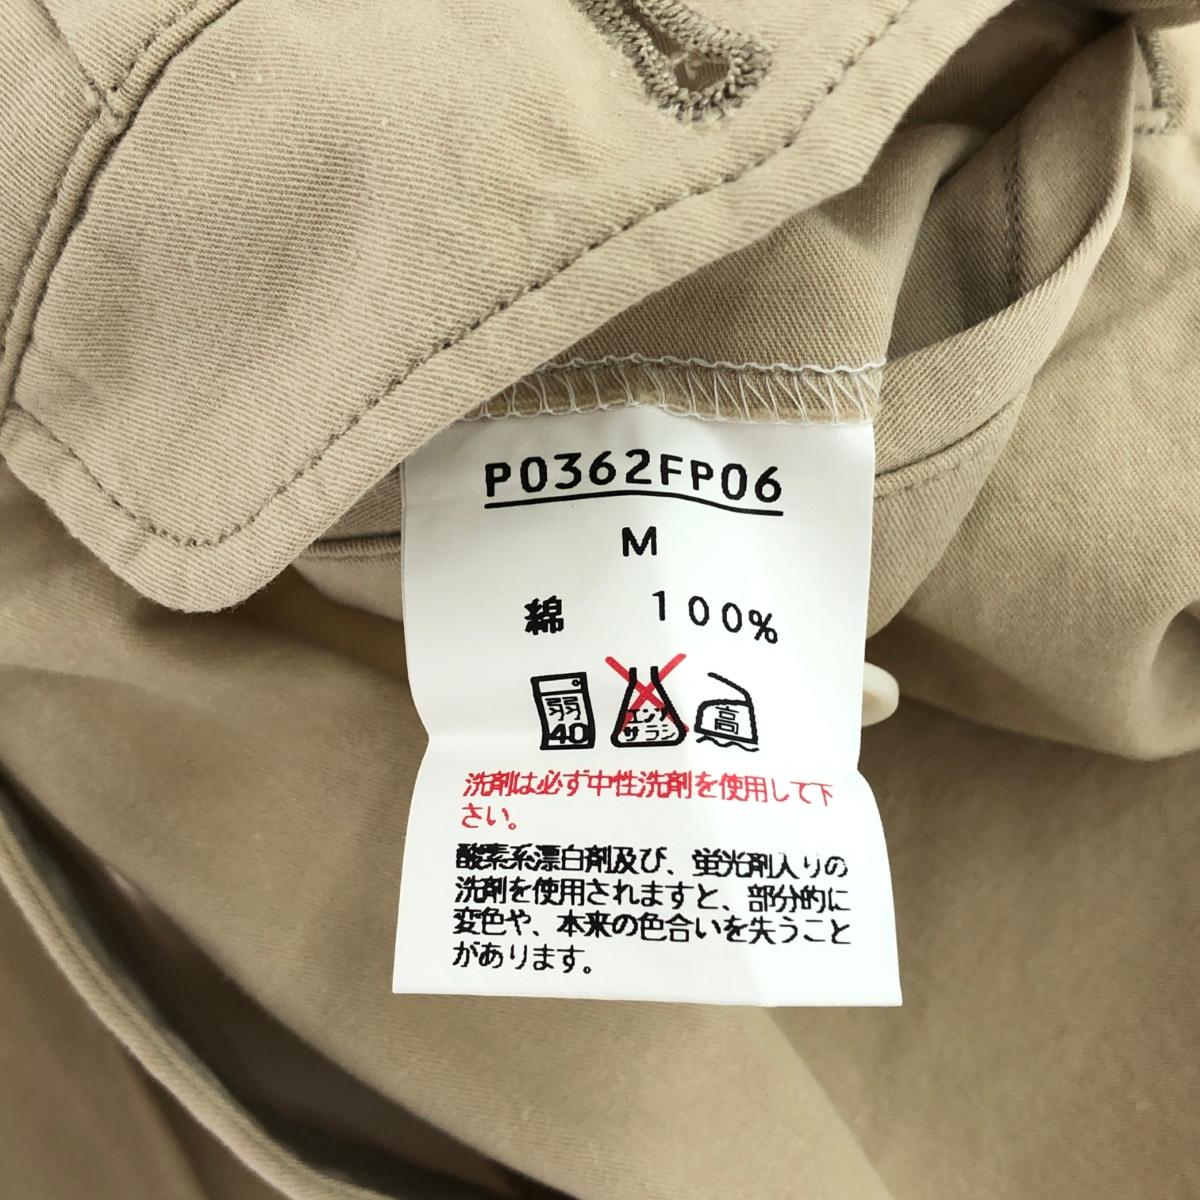 P0362FP06
M
綿 100%
弱
40
エンソ
サラシ
高
洗剤は必ず中性洗剤を使用して下
さい。
酸素系漂白剤及び、蛍光剤入りの
洗剤を使用されますと、部分的に
変色や、本来の色合いを失うこと
があります。